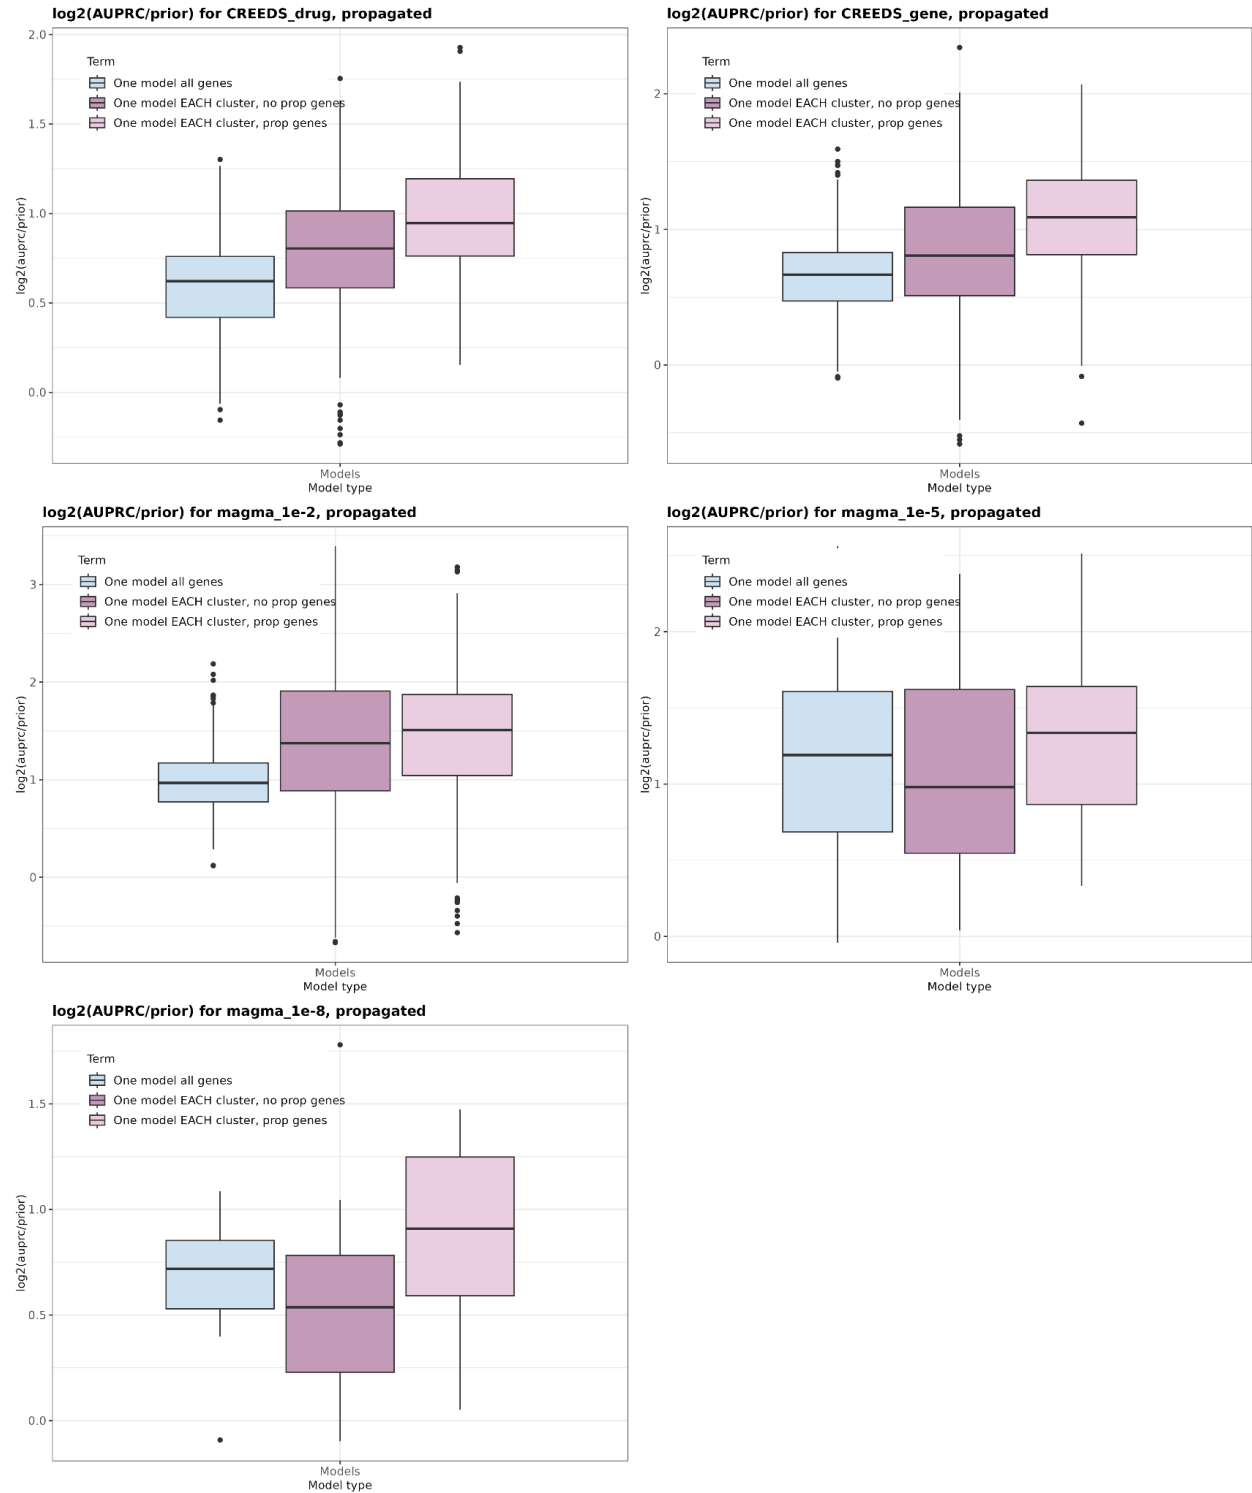 log2(AUPRC/prior) for CREEDS_drug, propagated
2.0
1.5
1.0
0.5
0.0
log2(auprc/prior)
Term
One model all genes
One model EACH cluster, no prop genes
One model EACH cluster, prop genes
Models
Model type
log2(AUPRC/prior) for CREEDS_gene, propagated
2
1
0
log2(auprc/prior)
Term
One model all genes
One model EACH cluster, no prop genes
One model EACH cluster, prop genes
Models
Model type
log2(AUPRC/prior) for magma_1e-2, propagated
3
2
1
0
log2(auprc/prior)
Term
One model all genes
One model EACH cluster, no prop genes
One model EACH cluster, prop genes
Models
Model type
log2(AUPRC/prior) for magma_1e-5, propagated
2
1
0
log2(auprc/prior)
Term
One model all genes
One model EACH cluster, no prop genes
One model EACH cluster, prop genes
Models
Model type
log2(AUPRC/prior) for magma_1e-8, propagated
1.5
1.0
0.5
0.0
log2(auprc/prior)
Term
One model all genes
One model EACH cluster, no prop genes
One model EACH cluster, prop genes
Models
Model type